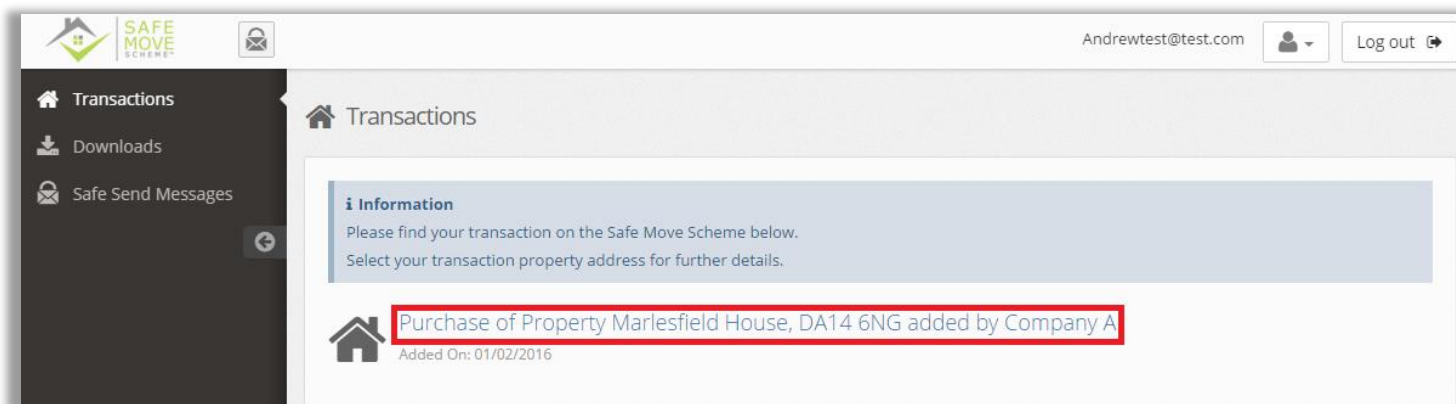 SAFE
MOVE
SCHEME
Andrewtest@test.com
Log out
Transactions
Downloads
Safe Send Messages
Transactions
Information
Please find your transaction on the Safe Move Scheme below.
Select your transaction property address for further details.
Purchase of Property Marlesfield House, DA14 6NG added by Company A
Added On: 01/02/2016